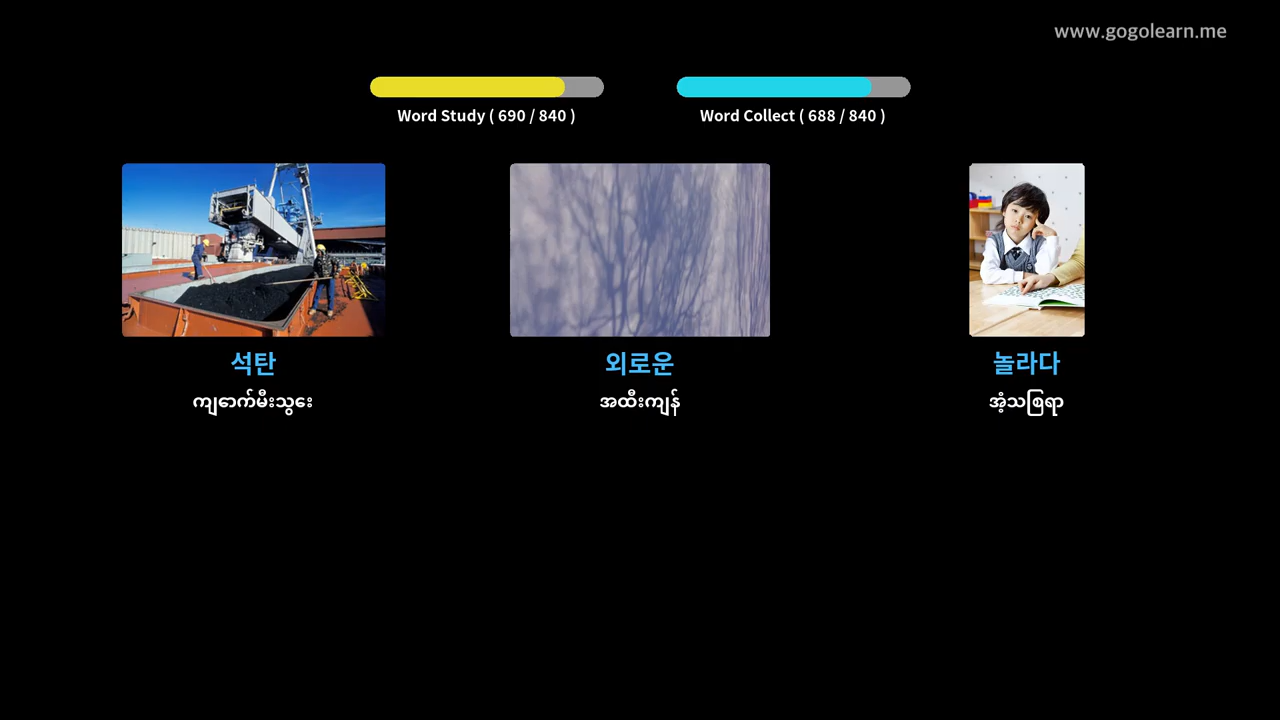 www.gogolearn.me
Word Study ( 690 / 840 )
Word Collect ( 688 / 840 )
석탄
외로운
놀라다
ကျောက်မီးသွေး
အထီးကျန်
အံ့သစြရာ